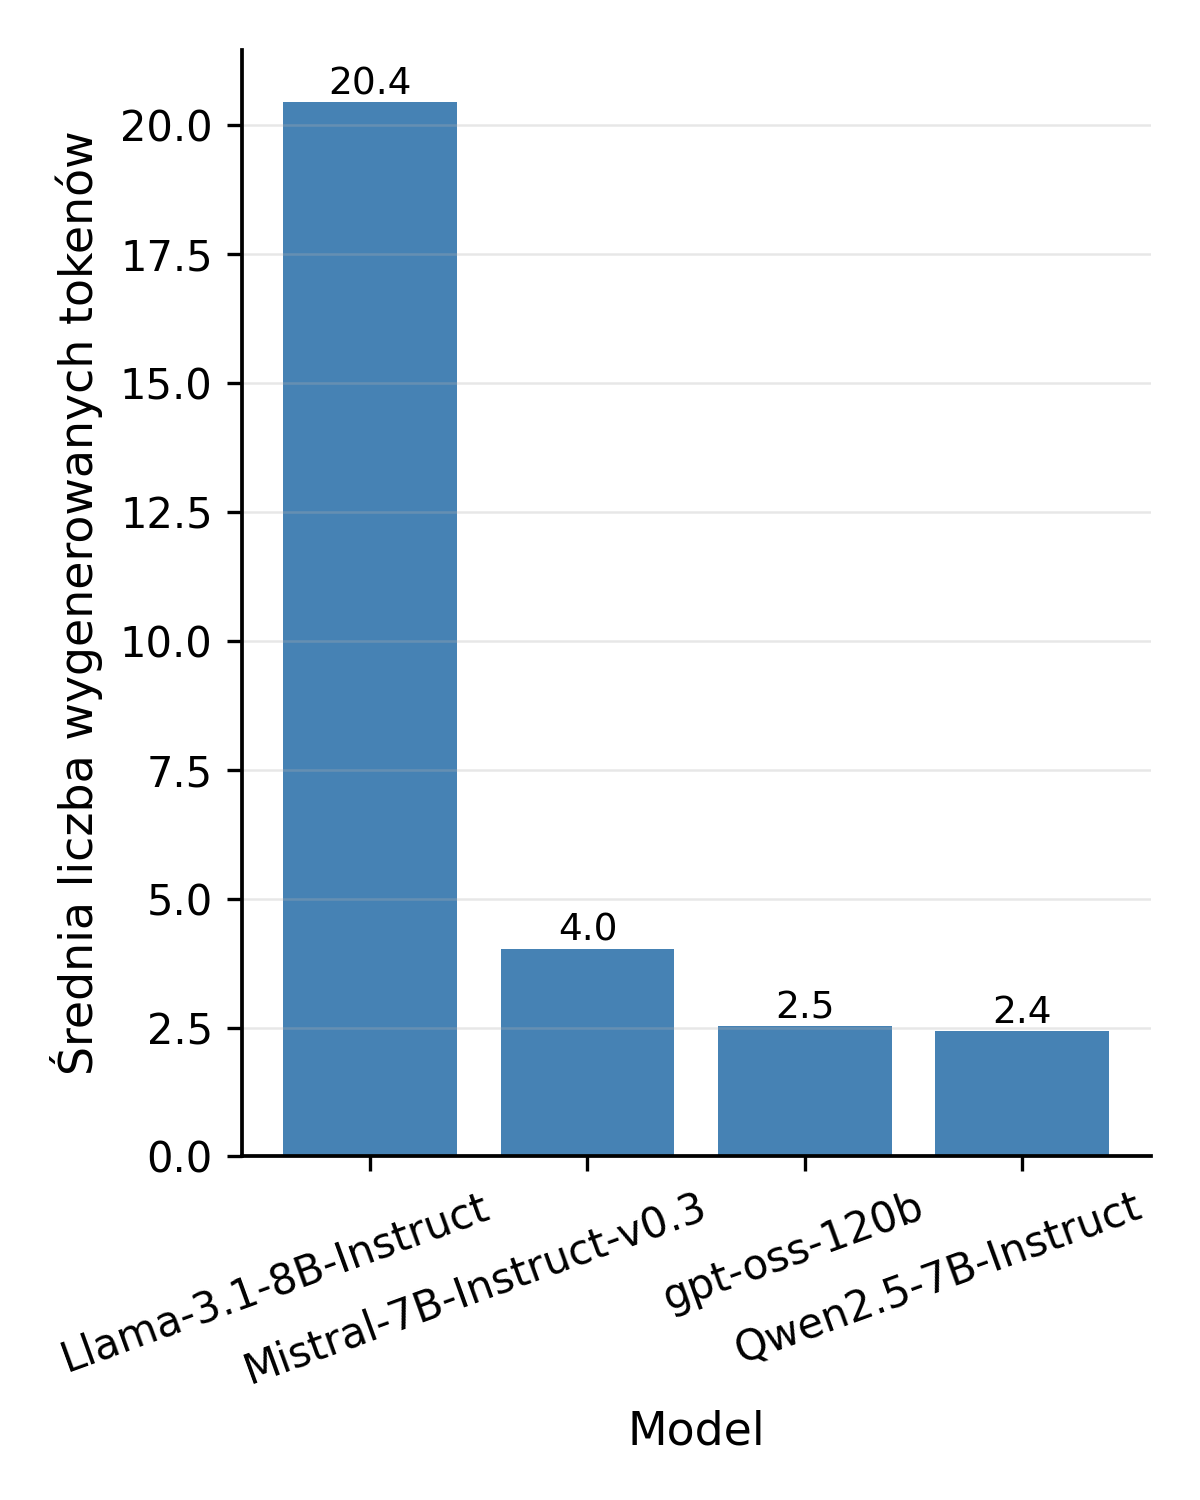 Średnia liczba wygenerowanych tokenów
20.0
17.5
15.0
12.5
10.0
7.5
5.0
2.5
0.0
20.4
4.0
2.5
2.4
Llama-3.1-8B-Instruct
Mistral-7B-Instruct-v0.3
gpt-oss-120b
Qwen2.5-7B-Instruct
Model